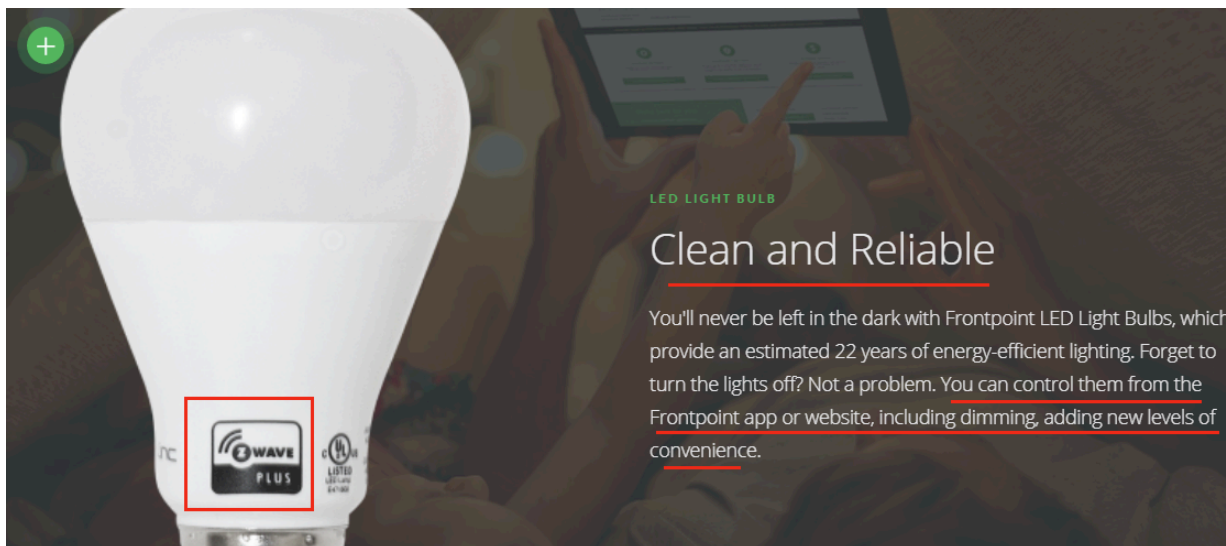 LED LIGHT BULB
Clean and Reliable
You'll never be left in the dark with Frontpoint LED Light Bulbs, which
provide an estimated 22 years of energy-efficient lighting. Forget to
turn the lights off? Not a problem. You can control them from the
Frontpoint app or website, including dimming, adding new levels of
convenience.
Z WAVE
PLUS
C UL US
LISTED